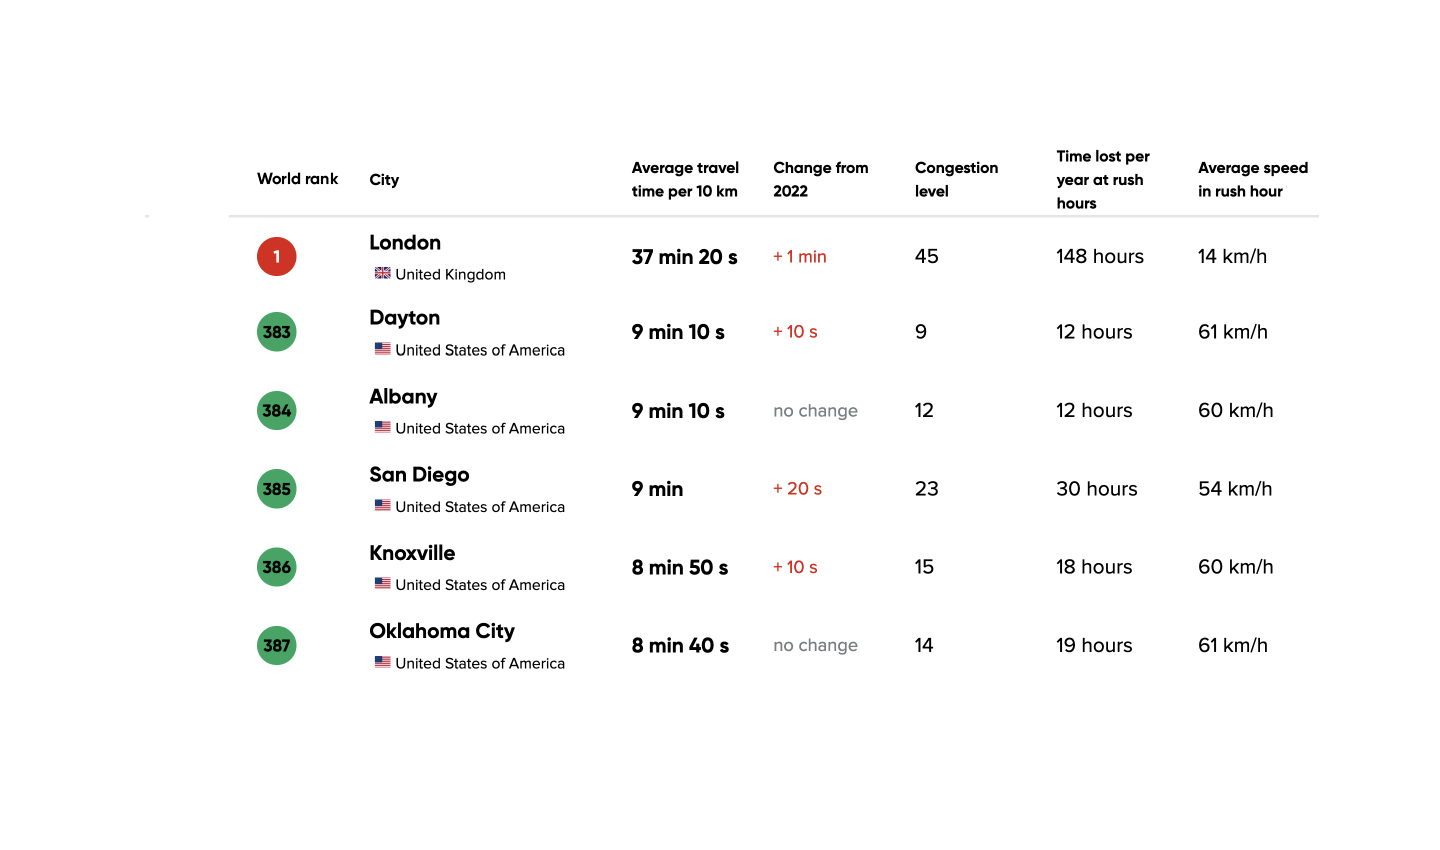 World rank
City
Average travel
time per 10 km
Change from
2022
Congestion
level
Time lost per
year at rush
hours
Average speed
in rush hour
1
London
United Kingdom
37 min 20 s
+ 1 min
45
148 hours
14 km/h
383
Dayton
United States of America
9 min 10 s
+ 10 s
9
12 hours
61 km/h
384
Albany
United States of America
9 min 10 s
no change
12
12 hours
60 km/h
385
San Diego
United States of America
9 min
+ 20 s
23
30 hours
54 km/h
386
Knoxville
United States of America
8 min 50 s
+ 10 s
15
18 hours
60 km/h
387
Oklahoma City
United States of America
8 min 40 s
no change
14
19 hours
61 km/h